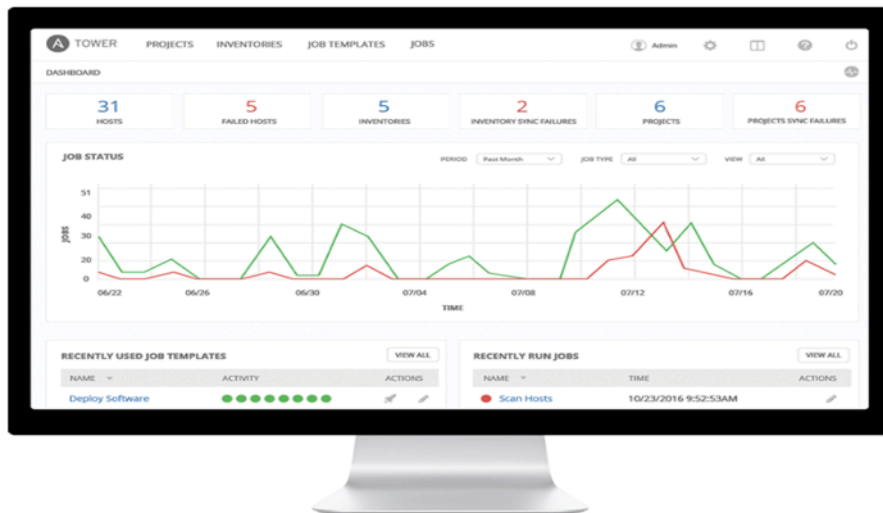 A TOWER PROJECTS INVENTORIES JOB TEMPLATES JOBS Admin
DASHBOARD
31 5 5 2 6 6
HOSTS FAILED HOSTS INVENTORIES INVENTORY SYNC FAILURES PROJECTS PROJECTS SYNC FAILURES
JOB STATUS PERIOD Past Month JOB TYPE All VIEW All
51
40
30
20
0
JOBS
06/22 06/26 06/30 07/04 07/08 07/12 07/16 07/20
TIME
RECENTLY USED JOB TEMPLATES VIEW ALL RECENTLY RUN JOBS VIEW ALL
NAME ACTIVITY ACTIONS NAME TIME ACTIONS
Deploy Software Scan Hosts 10/23/2016 9:52:53AM